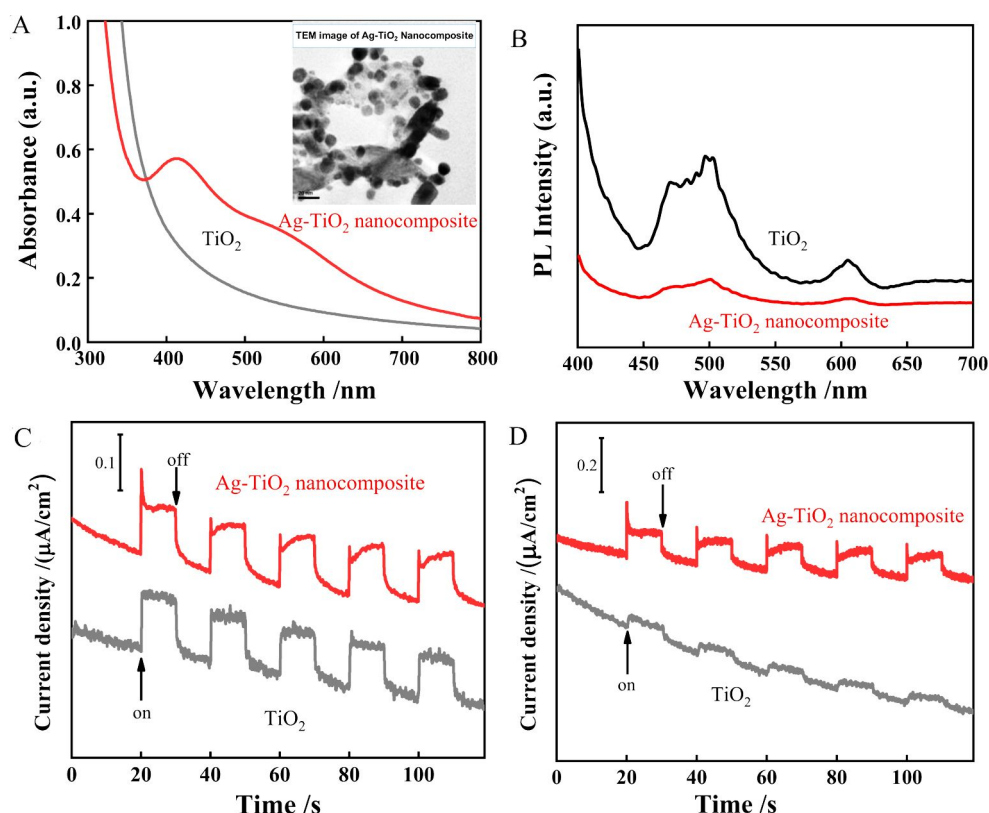 A
TEM image of Ag-TiO₂ Nanocomposite
20 nm
Ag-TiO₂ nanocomposite
TiO₂
Absorbance (a.u.)
1.0
0.8
0.6
0.4
0.2
0.0
300 400 500 600 700 800
Wavelength /nm
B
PL Intensity (a.u.)
TiO₂
Ag-TiO₂ nanocomposite
400 450 500 550 600 650 700
Wavelength /nm
C
0.1
off
Ag-TiO₂ nanocomposite
Current density /(μA/cm²)
on
TiO₂
0 20 40 60 80 100
Time /s
D
0.2
off
Ag-TiO₂ nanocomposite
Current density /(μA/cm²)
on
TiO₂
0 20 40 60 80 100
Time /s